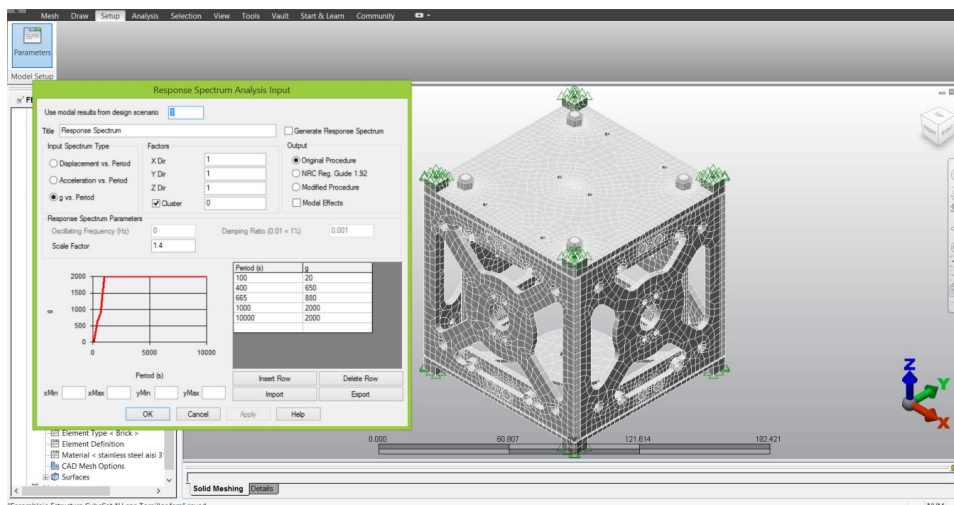 Mesh Draw Setup Analysis Selection View Tools Vault Start & Learn Community
Parameters
Model Setup
Response Spectrum Analysis Input
Use modal results from design scenario 1
Title Response Spectrum
Generate Response Spectrum
Input Spectrum Type
Displacement vs. Period
Acceleration vs. Period
g vs. Period
Factors
X Dir 1
Y Dir 1
Z Dir 1
Cluster 0
Output
Original Procedure
NRC Reg. Guide 1.92
Modified Procedure
Modal Effects
Response Spectrum Parameters
Oscillating Frequency (Hz) 0 Damping Ratio (0.01 = 1%) 0.001
Scale Factor 1.4
2000
1500
1000
500
0
g
0 5000 10000
Period (s)
Period (s) g
100 20
400 650
665 880
1000 2000
10000 2000
xMin xMax yMin yMax
Insert Row Delete Row
Import Export
OK Cancel Apply Help
Element Type < Brick >
Element Definition
Material < stainless steel aisi 3
CAD Mesh Options
Surfaces
0.000 60.807 121.614 182.421
Z
Y
X
Solid Meshing Details
NUM